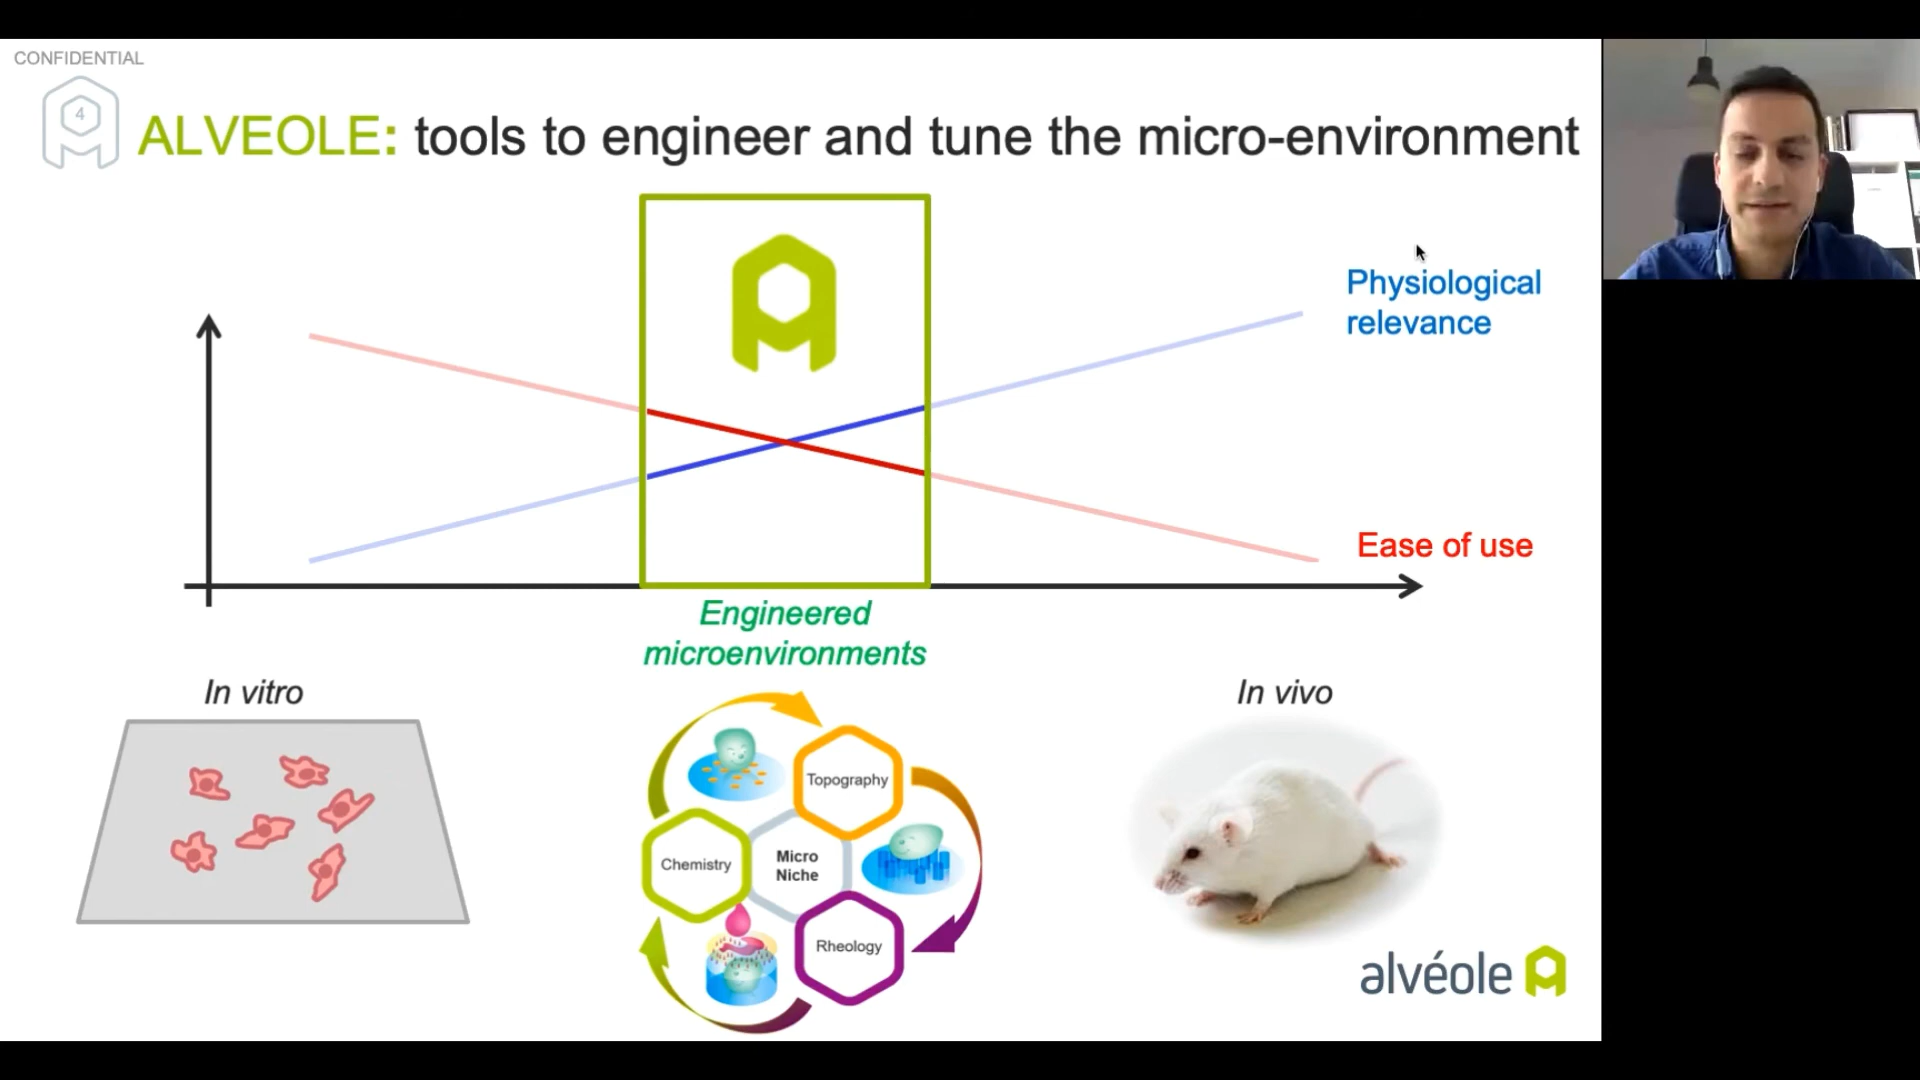 CONFIDENTIAL
4
ALVEOLE: tools to engineer and tune the micro-environment
Physiological
relevance
Ease of use
Engineered
microenvironments
In vitro
In vivo
Topography
Chemistry
Micro
Niche
Rheology
alvéole